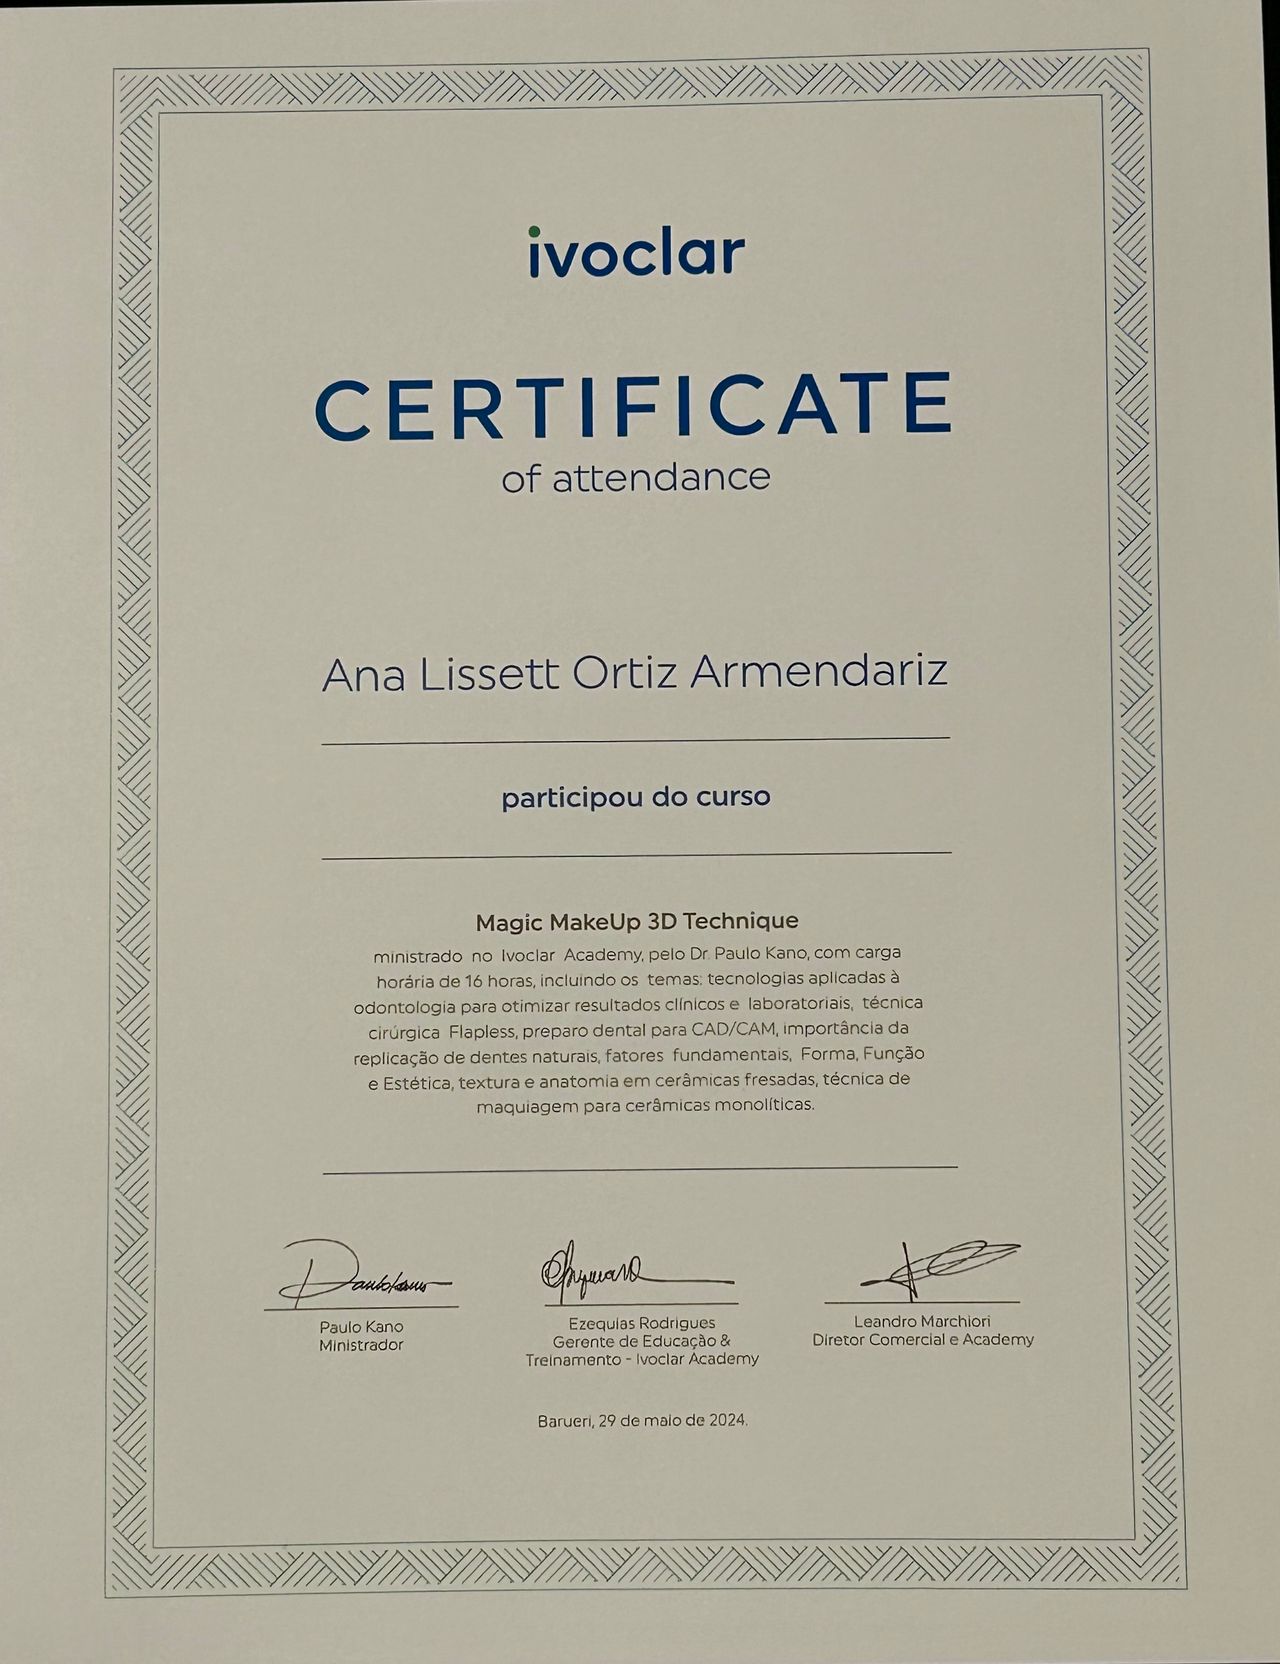 ivoclar
CERTIFICATE
of attendance
Ana Lissett Ortiz Armendariz
participou do curso
Magic MakeUp 3D Technique
ministrado no Ivoclar Academy, pelo Dr. Paulo Kano, com carga
horária de 16 horas, incluindo os temas: tecnologias aplicadas à
odontologia para otimizar resultados clínicos e laboratoriais, técnica
cirúrgica Flapless, preparo dental para CAD/CAM, importância da
replicação de dentes naturais, fatores fundamentais, Forma, Função
e Estética, textura e anatomia em cerâmicas fresadas, técnica de
maquiagem para cerâmicas monolíticas.
Paulo Kano
Ministrador
Ezequias Rodrigues
Gerente de Educação &
Treinamento - Ivoclar Academy
Leandro Marchiori
Diretor Comercial e Academy
Barueri, 29 de maio de 2024.